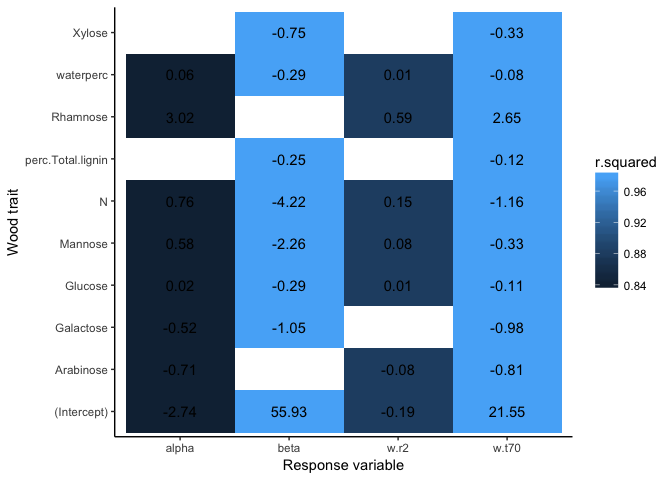 Xylose -0.75 -0.33
waterperc 0.06 -0.29 0.01 -0.08
Rhamnose 3.02 0.59 2.65
perc.Total.lignin -0.25 -0.12
N 0.76 -4.22 0.15 -1.16
Mannose 0.58 -2.26 0.08 -0.33
Glucose 0.02 -0.29 0.01 -0.11
Galactose -0.52 -1.05 -0.98
Arabinose -0.71 -0.08 -0.81
(Intercept) -2.74 55.93 -0.19 21.55
alpha beta w.r2 w.t70
Response variable
Wood trait
r.squared
0.96
0.92
0.88
0.84